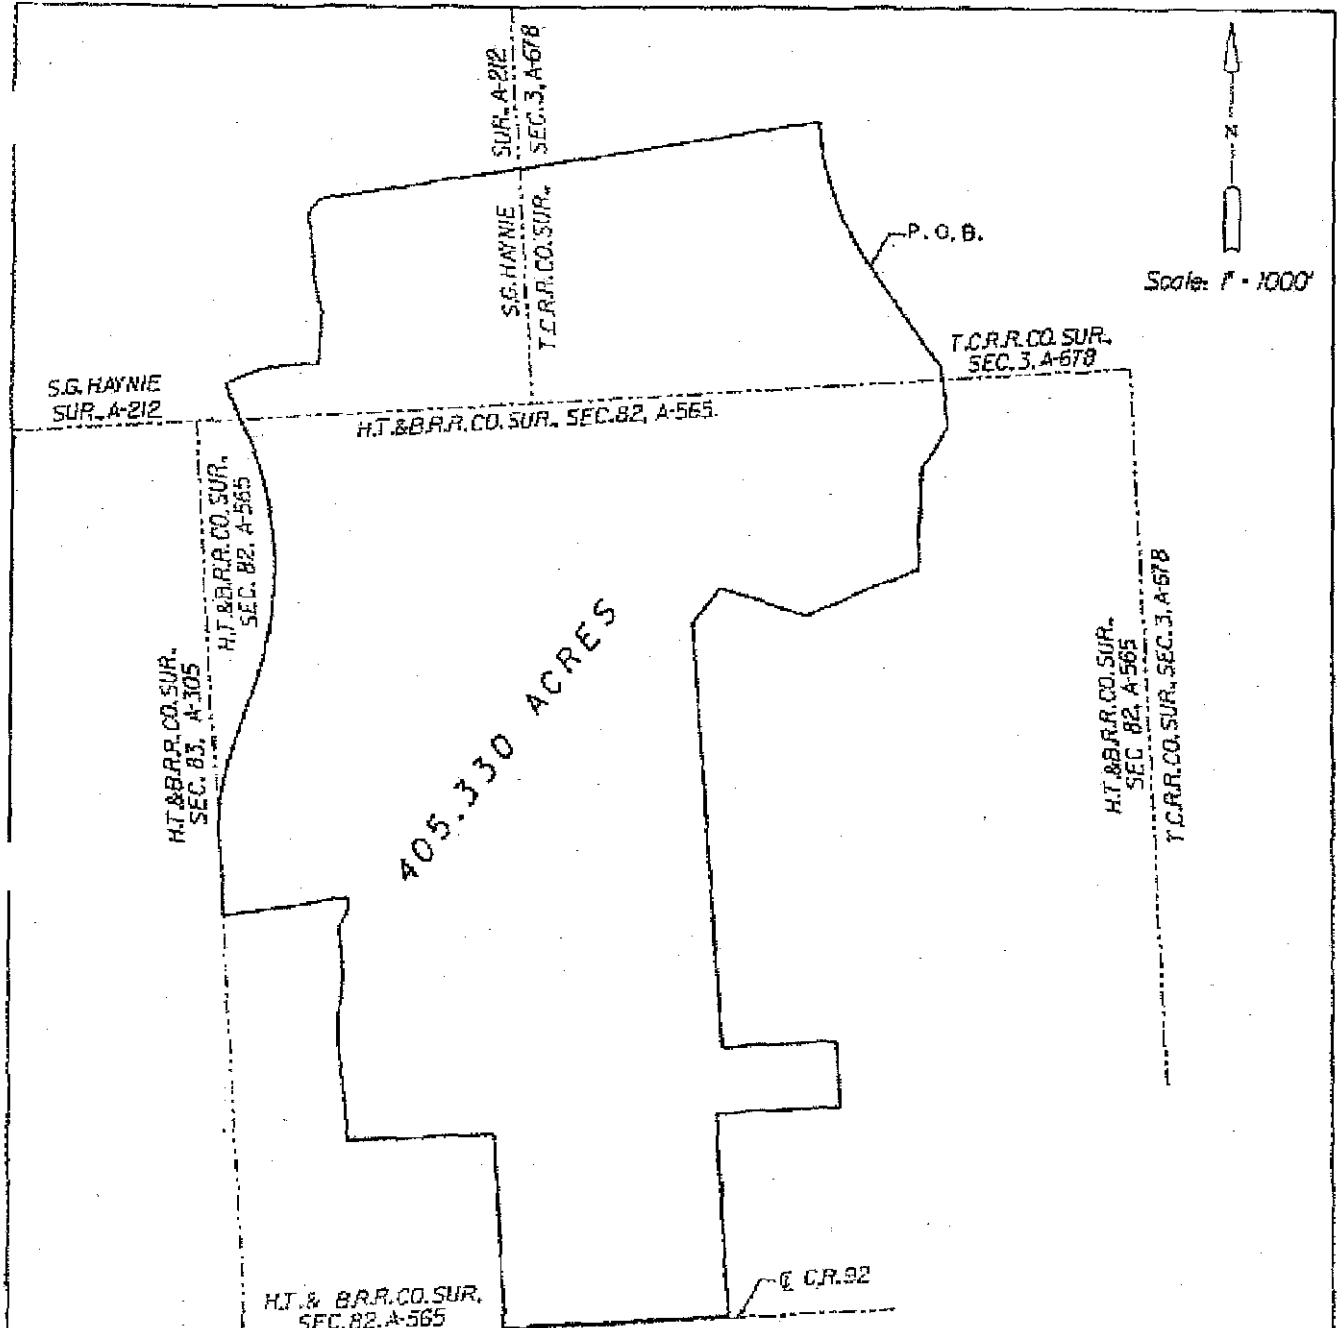 SUR., A-212
SEC. 3, A-678
S.G. HAYNIE
T.C.R.R.CO.SUR.,
N
P.O.B.
Scale: 1" = 1000'
T.C.R.R.CO. SUR.,
SEC. 3, A-678
S.G. HAYNIE
SUR., A-212
H.T.&B.R.R.CO. SUR., SEC. 82, A-565
H.T.&B.R.R.CO.SUR.,
SEC. 82, A-565
H.T.&B.R.R.CO.SUR.
SEC. 83, A-305
405.330 ACRES
H.T.&B.R.R.CO.SUR.,
SEC 82, A-565
T.C.R.R.CO.SUR., SEC. 3, A-678
℄ C.R.92
H.T.& B.R.R.CO.SUR,
SEC.82,A-565